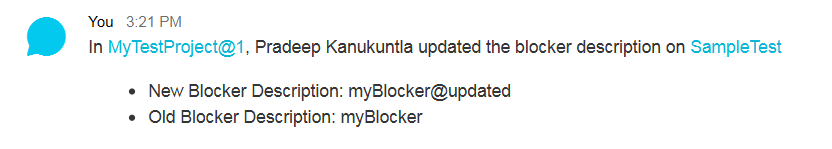 You 3:21 PM
In MyTestProject@1, Pradeep Kanukuntla updated the blocker description on SampleTest
• New Blocker Description: myBlocker@updated
• Old Blocker Description: myBlocker